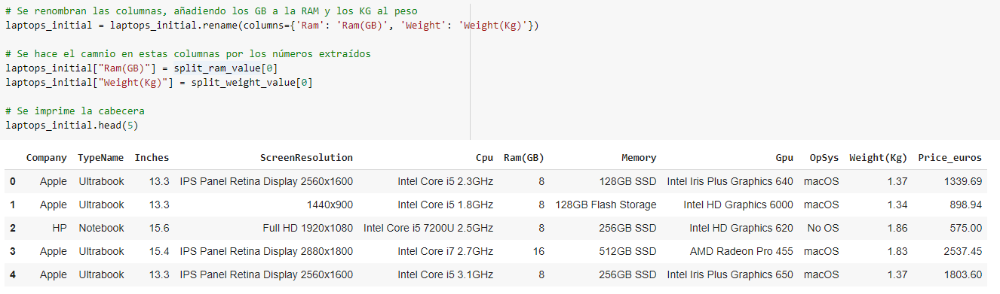 # Se renombran las columnas, añadiendo los GB a la RAM y los KG al peso
laptops_initial = laptops_initial.rename(columns={'Ram': 'Ram(GB)', 'Weight': 'Weight(Kg)'})
# Se hace el camnio en estas columnas por los números extraídos
laptops_initial["Ram(GB)"] = split_ram_value[0]
laptops_initial["Weight(Kg)"] = split_weight_value[0]
# Se imprime la cabecera
laptops_initial.head(5)
Company TypeName Inches ScreenResolution Cpu Ram(GB) Memory Gpu OpSys Weight(Kg) Price_euros
0 Apple Ultrabook 13.3 IPS Panel Retina Display 2560x1600 Intel Core i5 2.3GHz 8 128GB SSD Intel Iris Plus Graphics 640 macOS 1.37 1339.69
1 Apple Ultrabook 13.3 1440x900 Intel Core i5 1.8GHz 8 128GB Flash Storage Intel HD Graphics 6000 macOS 1.34 898.94
2 HP Notebook 15.6 Full HD 1920x1080 Intel Core i5 7200U 2.5GHz 8 256GB SSD Intel HD Graphics 620 No OS 1.86 575.00
3 Apple Ultrabook 15.4 IPS Panel Retina Display 2880x1800 Intel Core i7 2.7GHz 16 512GB SSD AMD Radeon Pro 455 macOS 1.83 2537.45
4 Apple Ultrabook 13.3 IPS Panel Retina Display 2560x1600 Intel Core i5 3.1GHz 8 256GB SSD Intel Iris Plus Graphics 650 macOS 1.37 1803.60